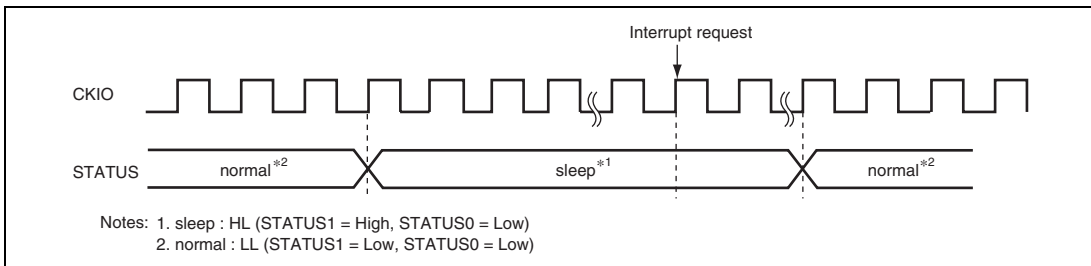 Interrupt request
CKIO
STATUS
normal*2
sleep*1
normal*2
Notes: 1. sleep : HL (STATUS1 = High, STATUS0 = Low)
2. normal : LL (STATUS1 = Low, STATUS0 = Low)